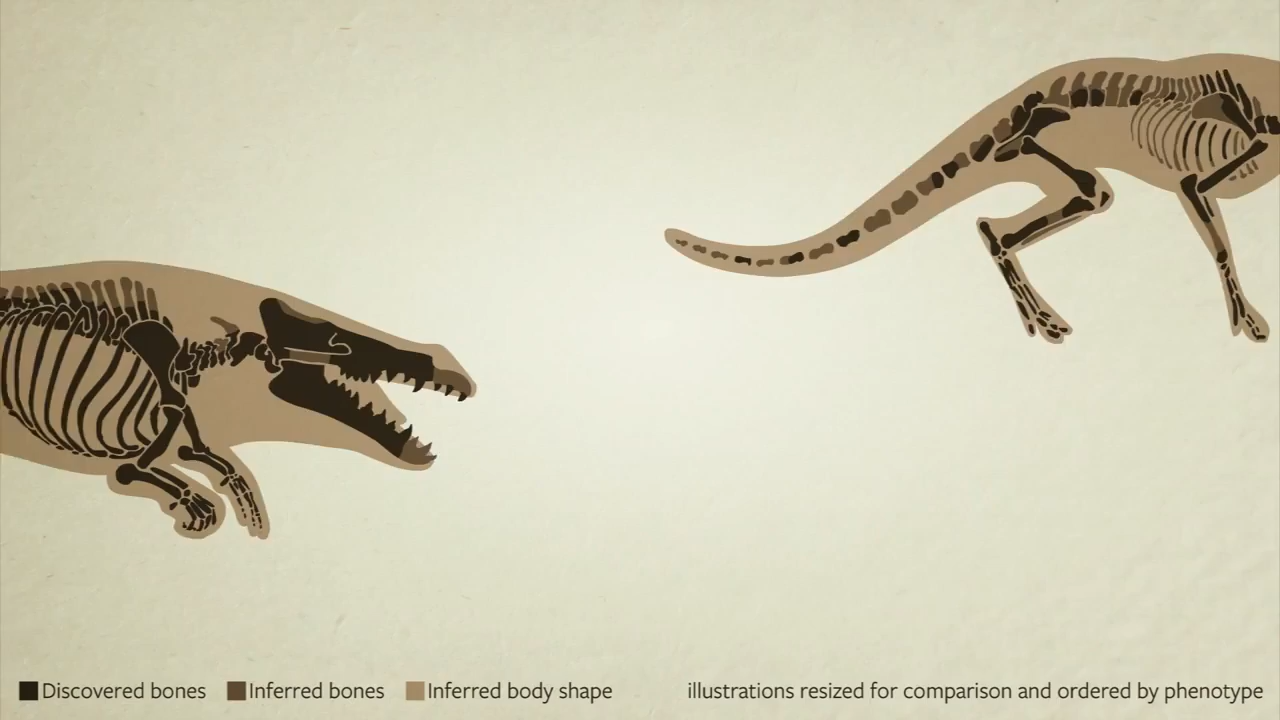 Discovered bones
Inferred bones
Inferred body shape
illustrations resized for comparison and ordered by phenotype